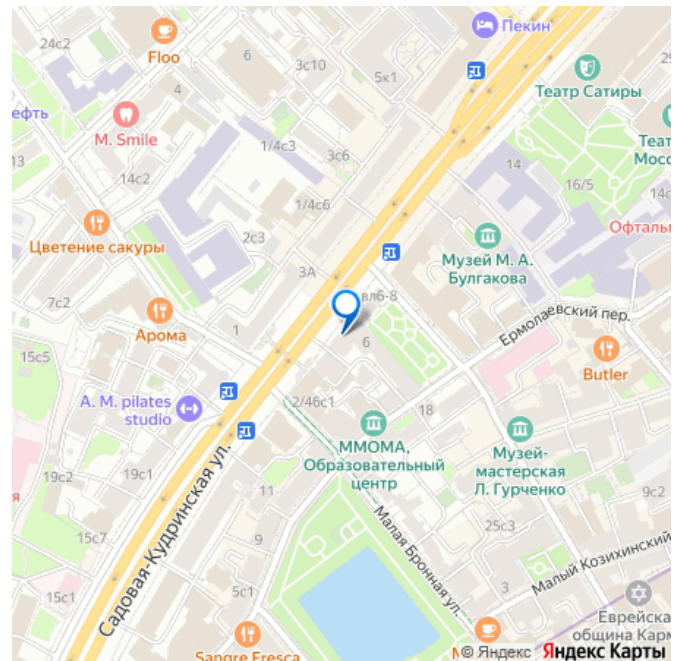 24с2
Floo
6
3с10
5к1
Пекин
Театр Сатиры
4
1/4с3
ефть
M. Smile
3с6
14
16/5
Теат
Мосс
13
14с2
14с
1/4с6
Офталь
Цветение сакуры
2с3
Музей М. А.
Булгакова
3А
вл6-8
7с2
Арома
1
6
Ермолаевский пер.
15с5
Butler
A. M. pilates
studio
2/46с1
18
ММОМА,
Образовательный
центр
Музей-
мастерская
Л. Гурченко
19с2
19с1
9с2
11
Садовая-Кудринская ул.
25с3
15с7
9
Малая Бронная ул.
Малый Козихинский
3
15с1
5с1
Еврейска
община Карм
Sangre Fresca
М
© Яндекс Яндекс Карты